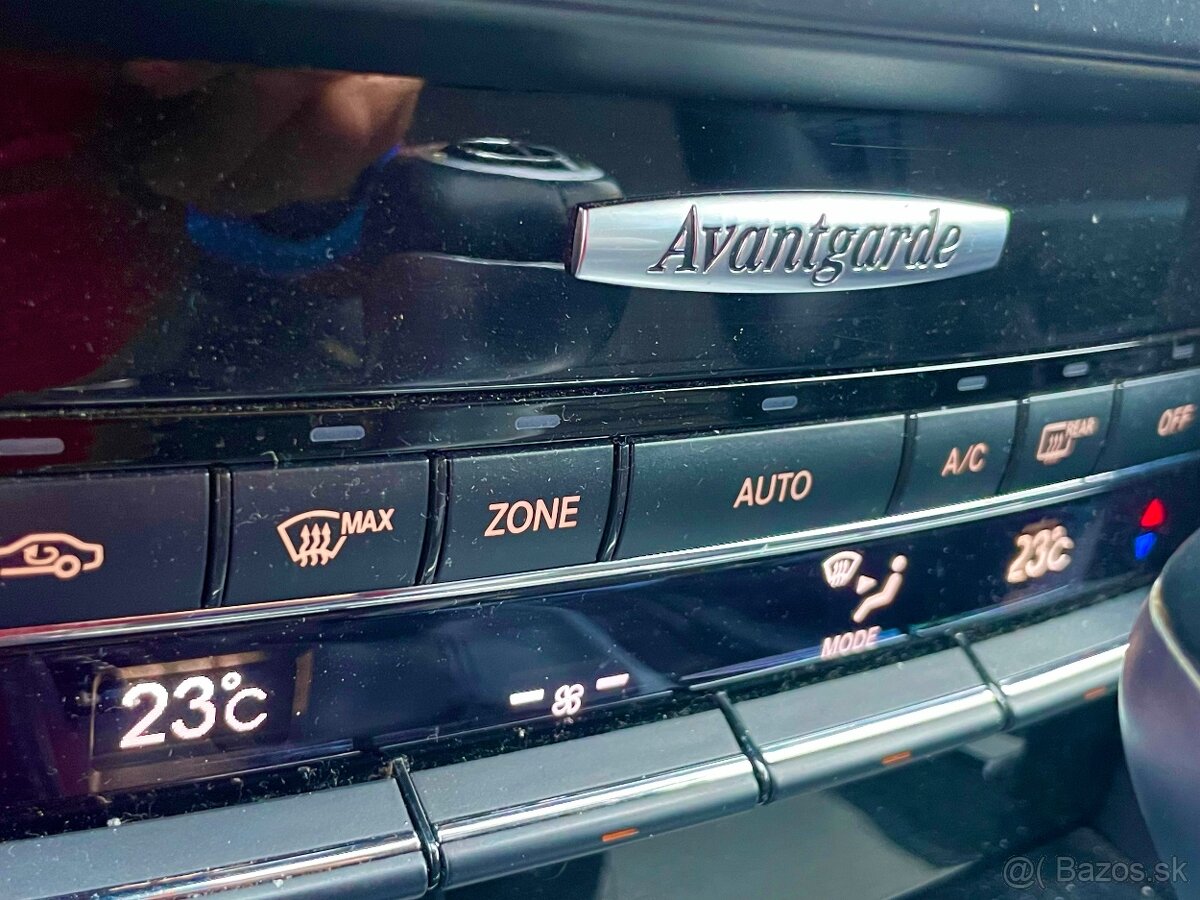 Avantgarde
MAX
ZONE
AUTO
A/C
REAR
OFF
23°C
MODE
23°C
@( Bazos.sk